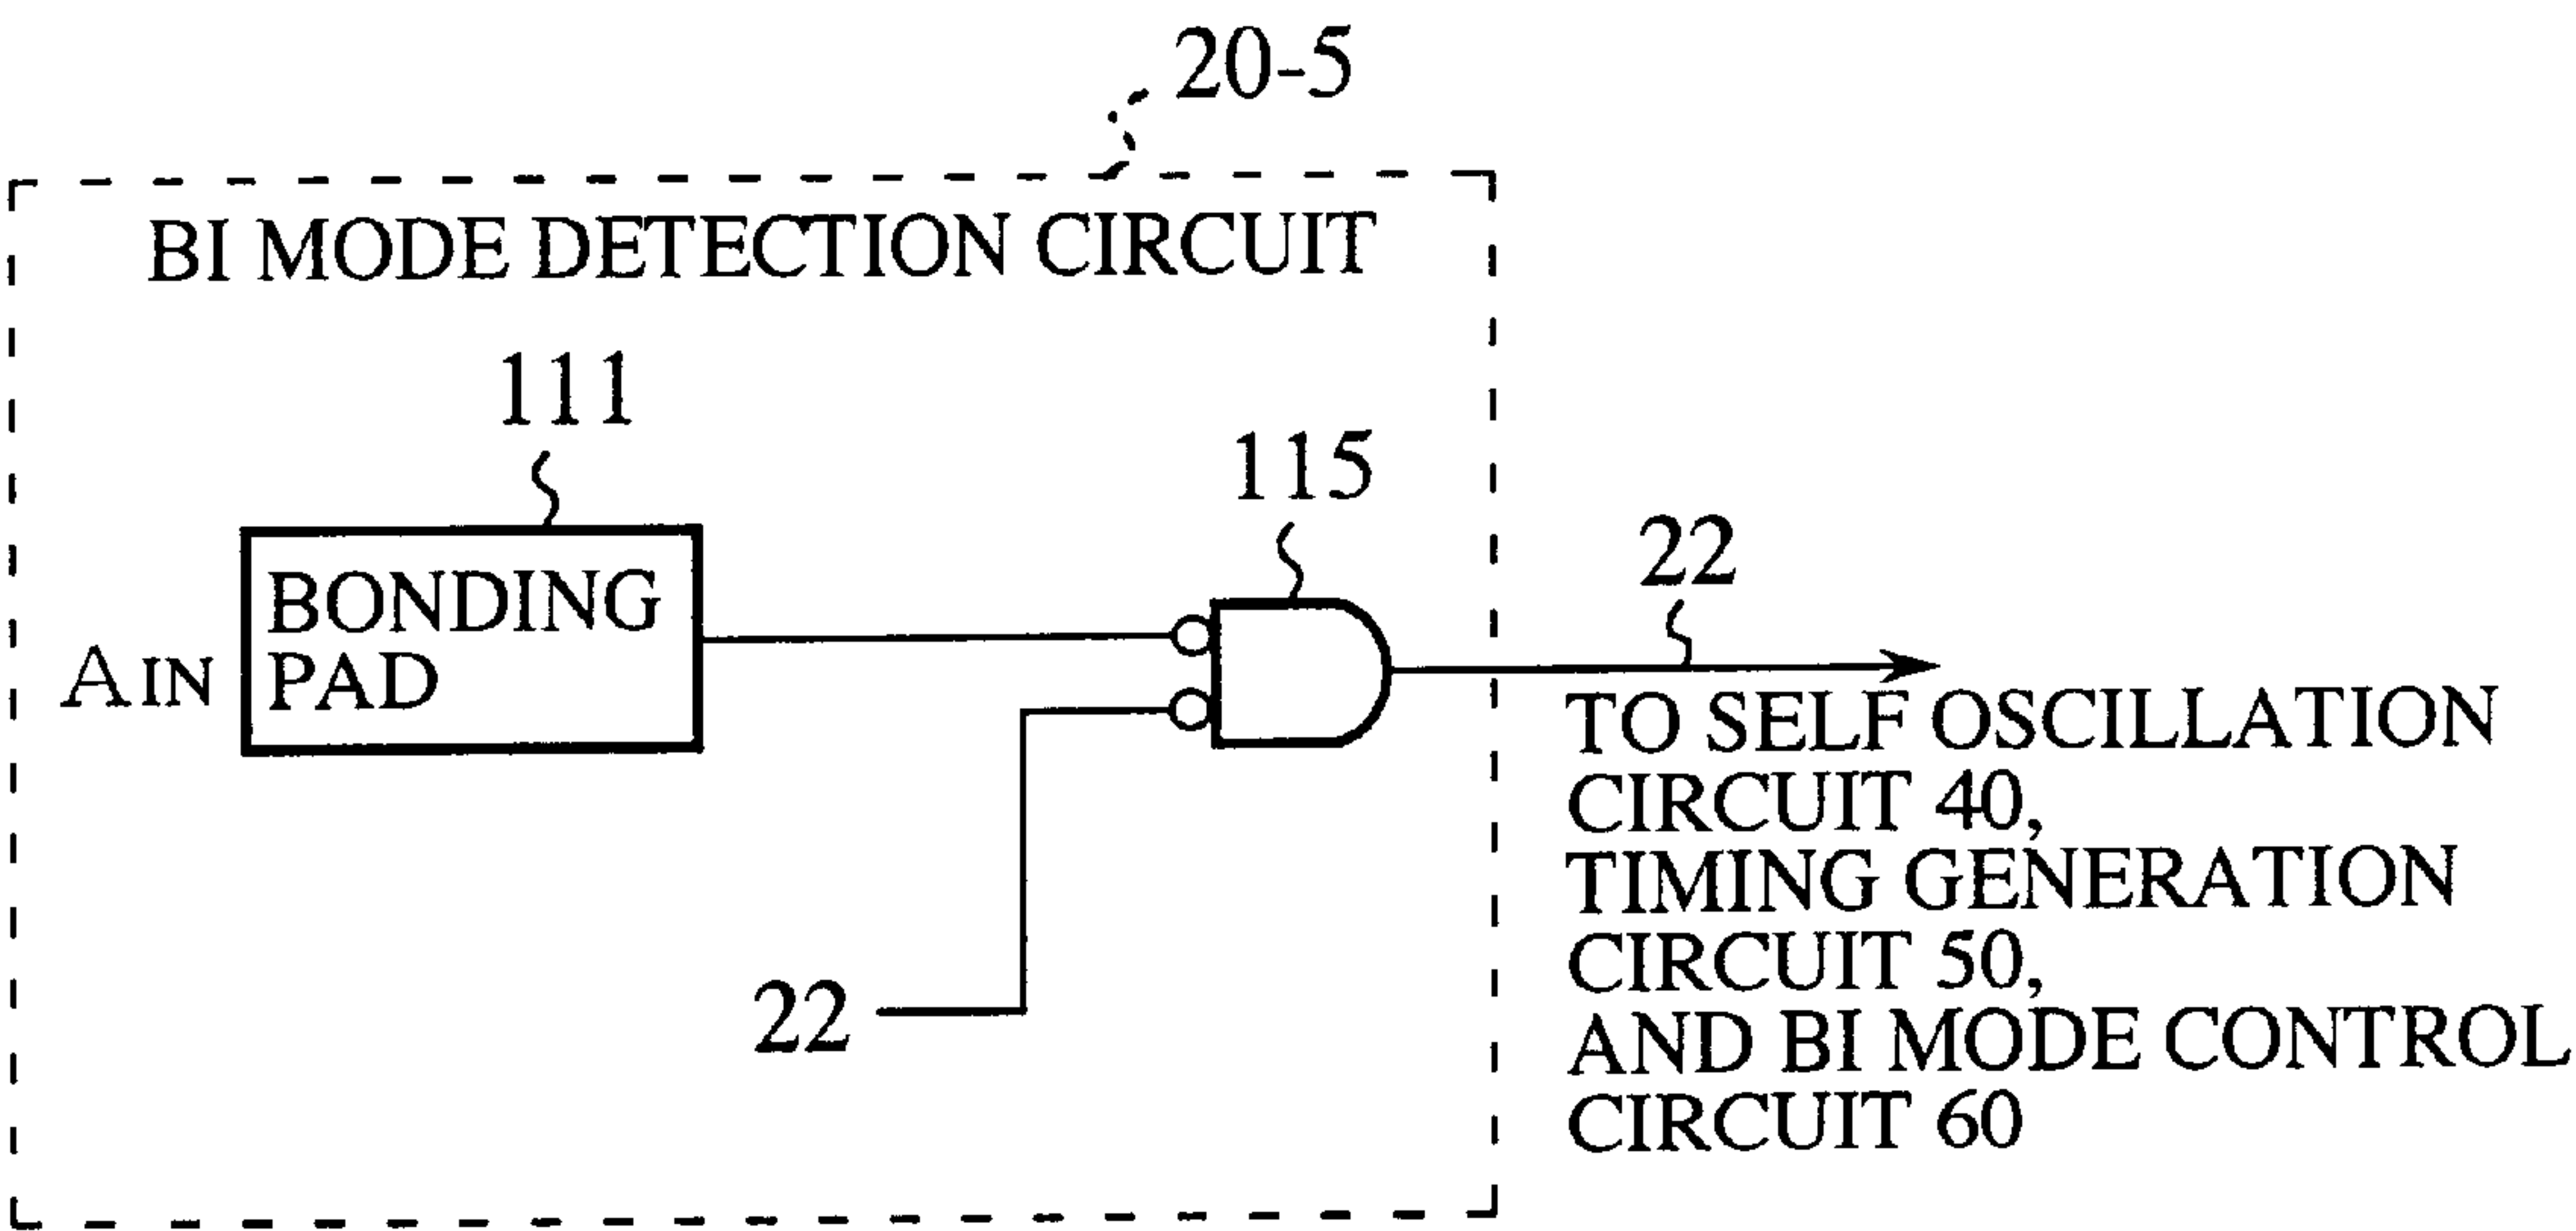 20-5
BI MODE DETECTION CIRCUIT
111
115
22
BONDING
PAD
AIN
TO SELF OSCILLATION
CIRCUIT 40,
TIMING GENERATION
CIRCUIT 50,
AND BI MODE CONTROL
CIRCUIT 60
22